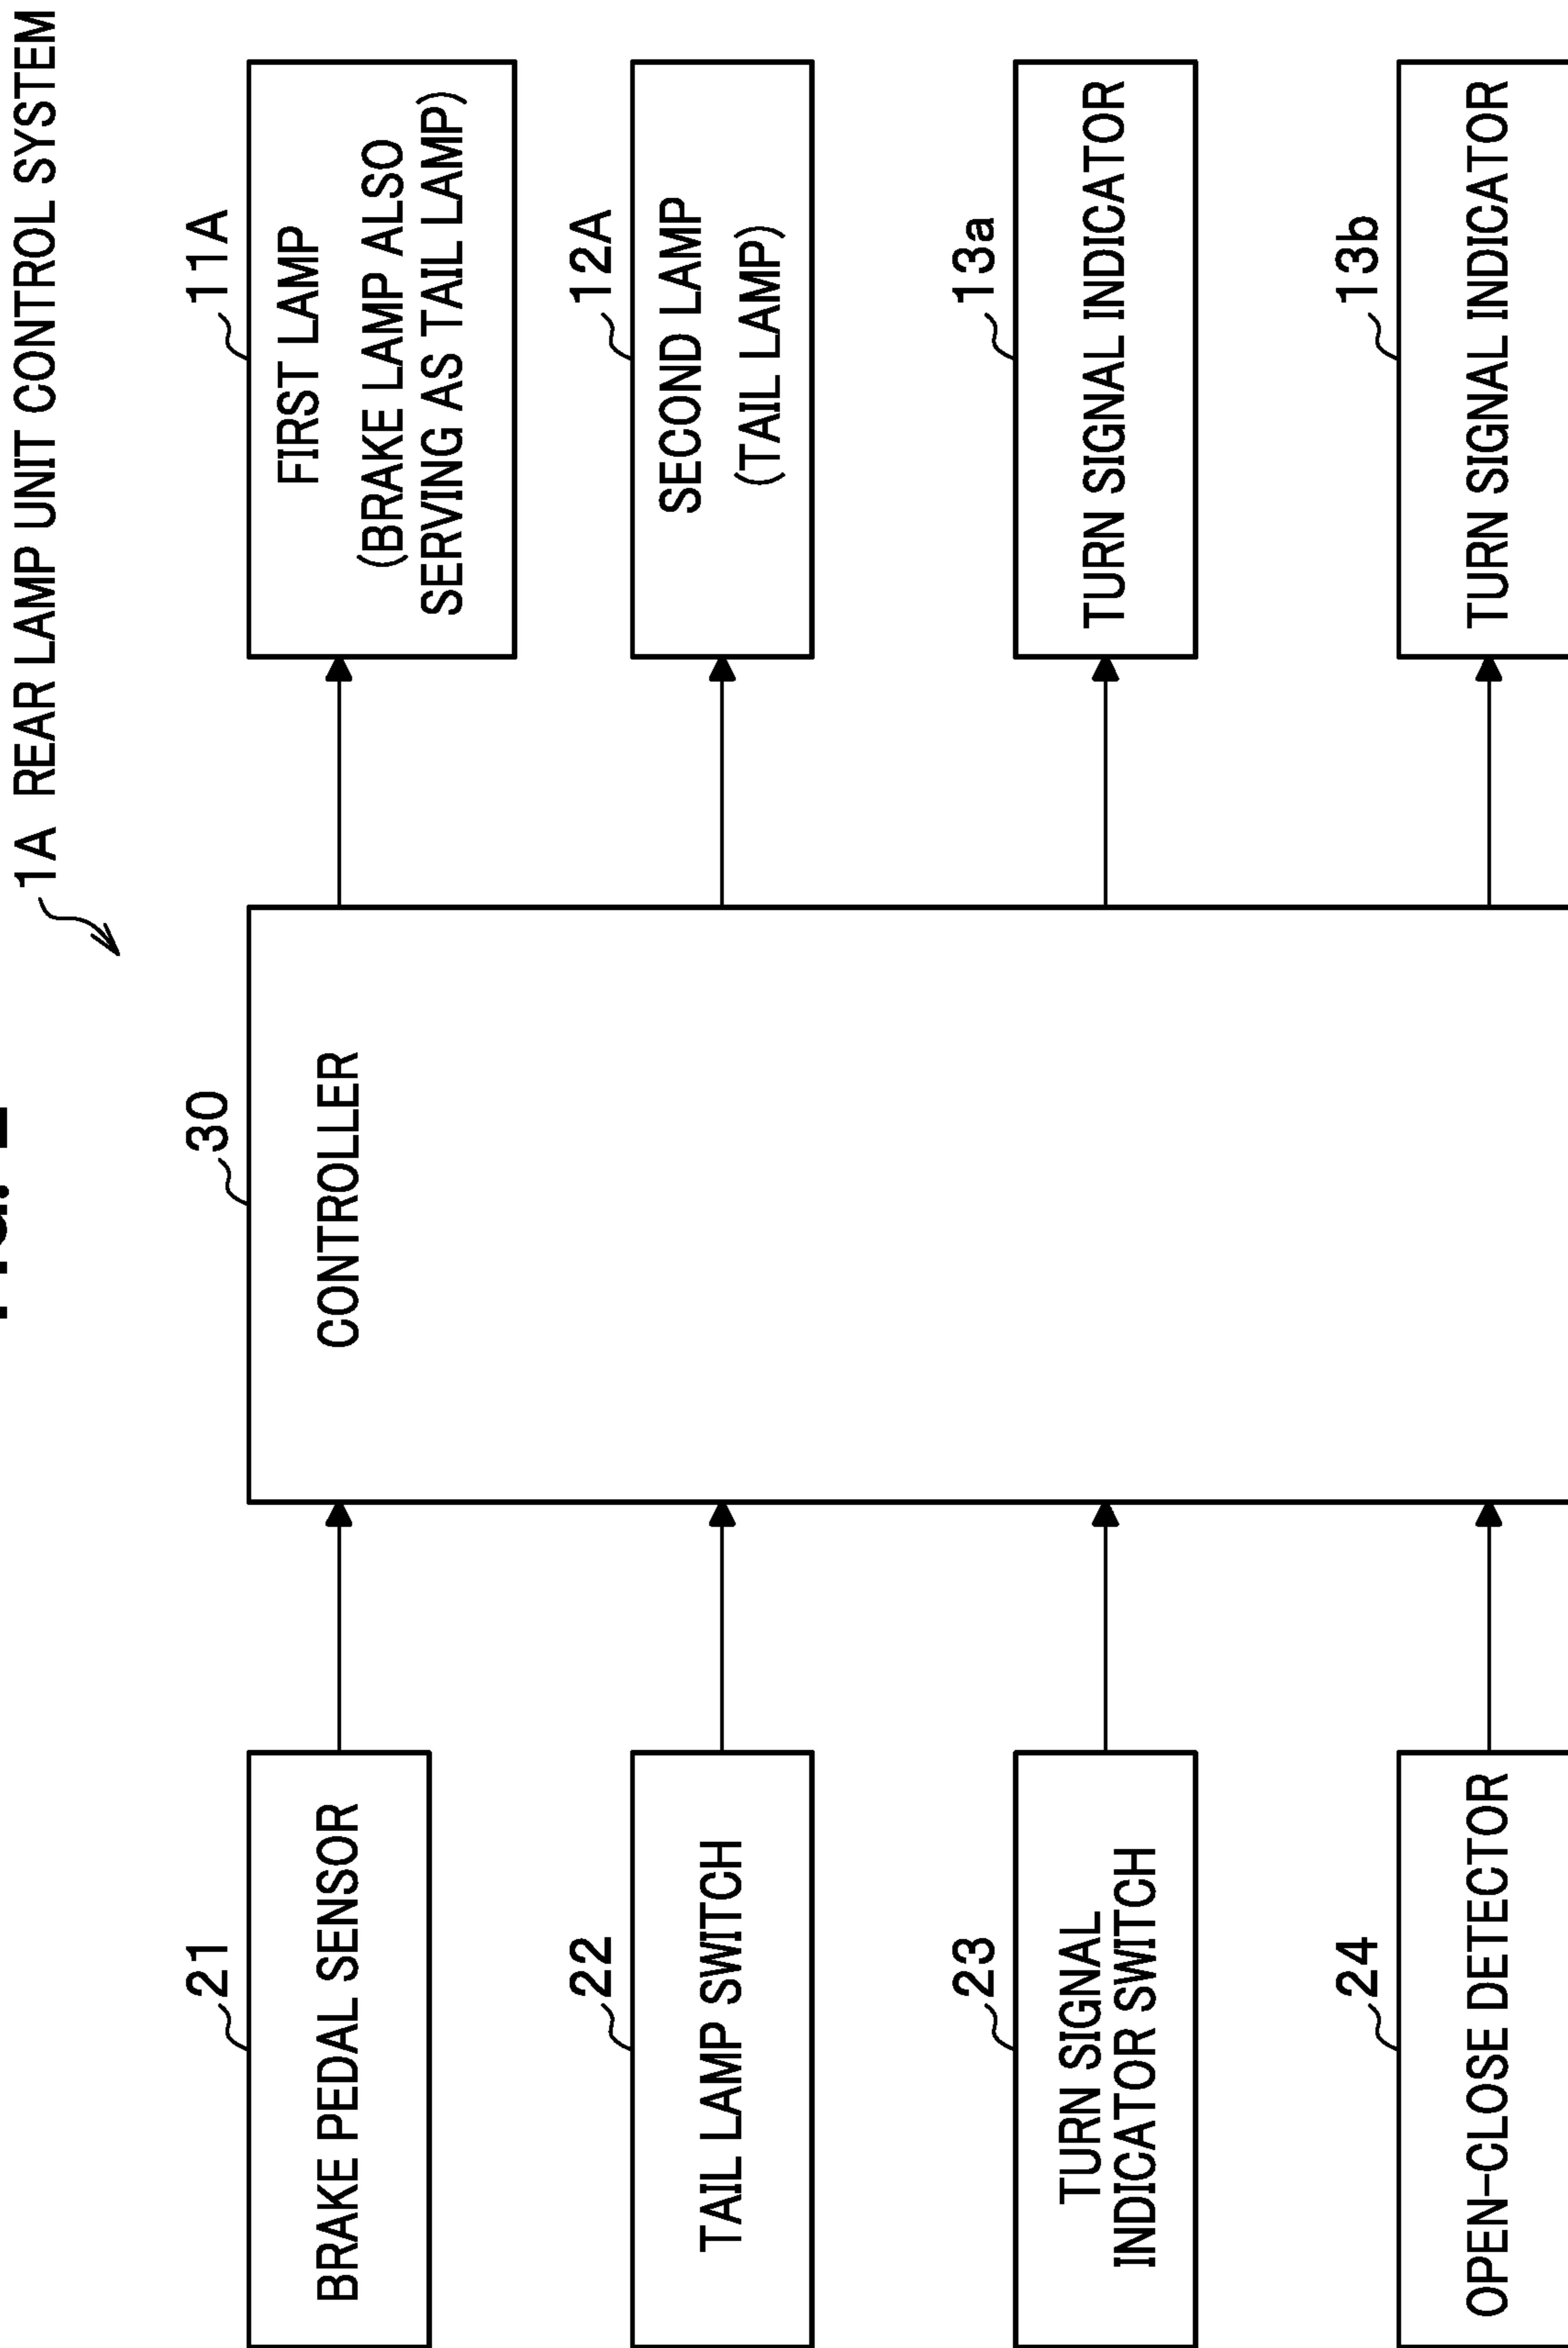 1A REAR LAMP UNIT CONTROL SYSTEM
21
BRAKE PEDAL SENSOR
22
TAIL LAMP SWITCH
23
TURN SIGNAL
INDICATOR SWITCH
24
OPEN-CLOSE DETECTOR
30
CONTROLLER
11A
FIRST LAMP
(BRAKE LAMP ALSO
SERVING AS TAIL LAMP)
12A
SECOND LAMP
(TAIL LAMP)
13a
TURN SIGNAL INDICATOR
13b
TURN SIGNAL INDICATOR